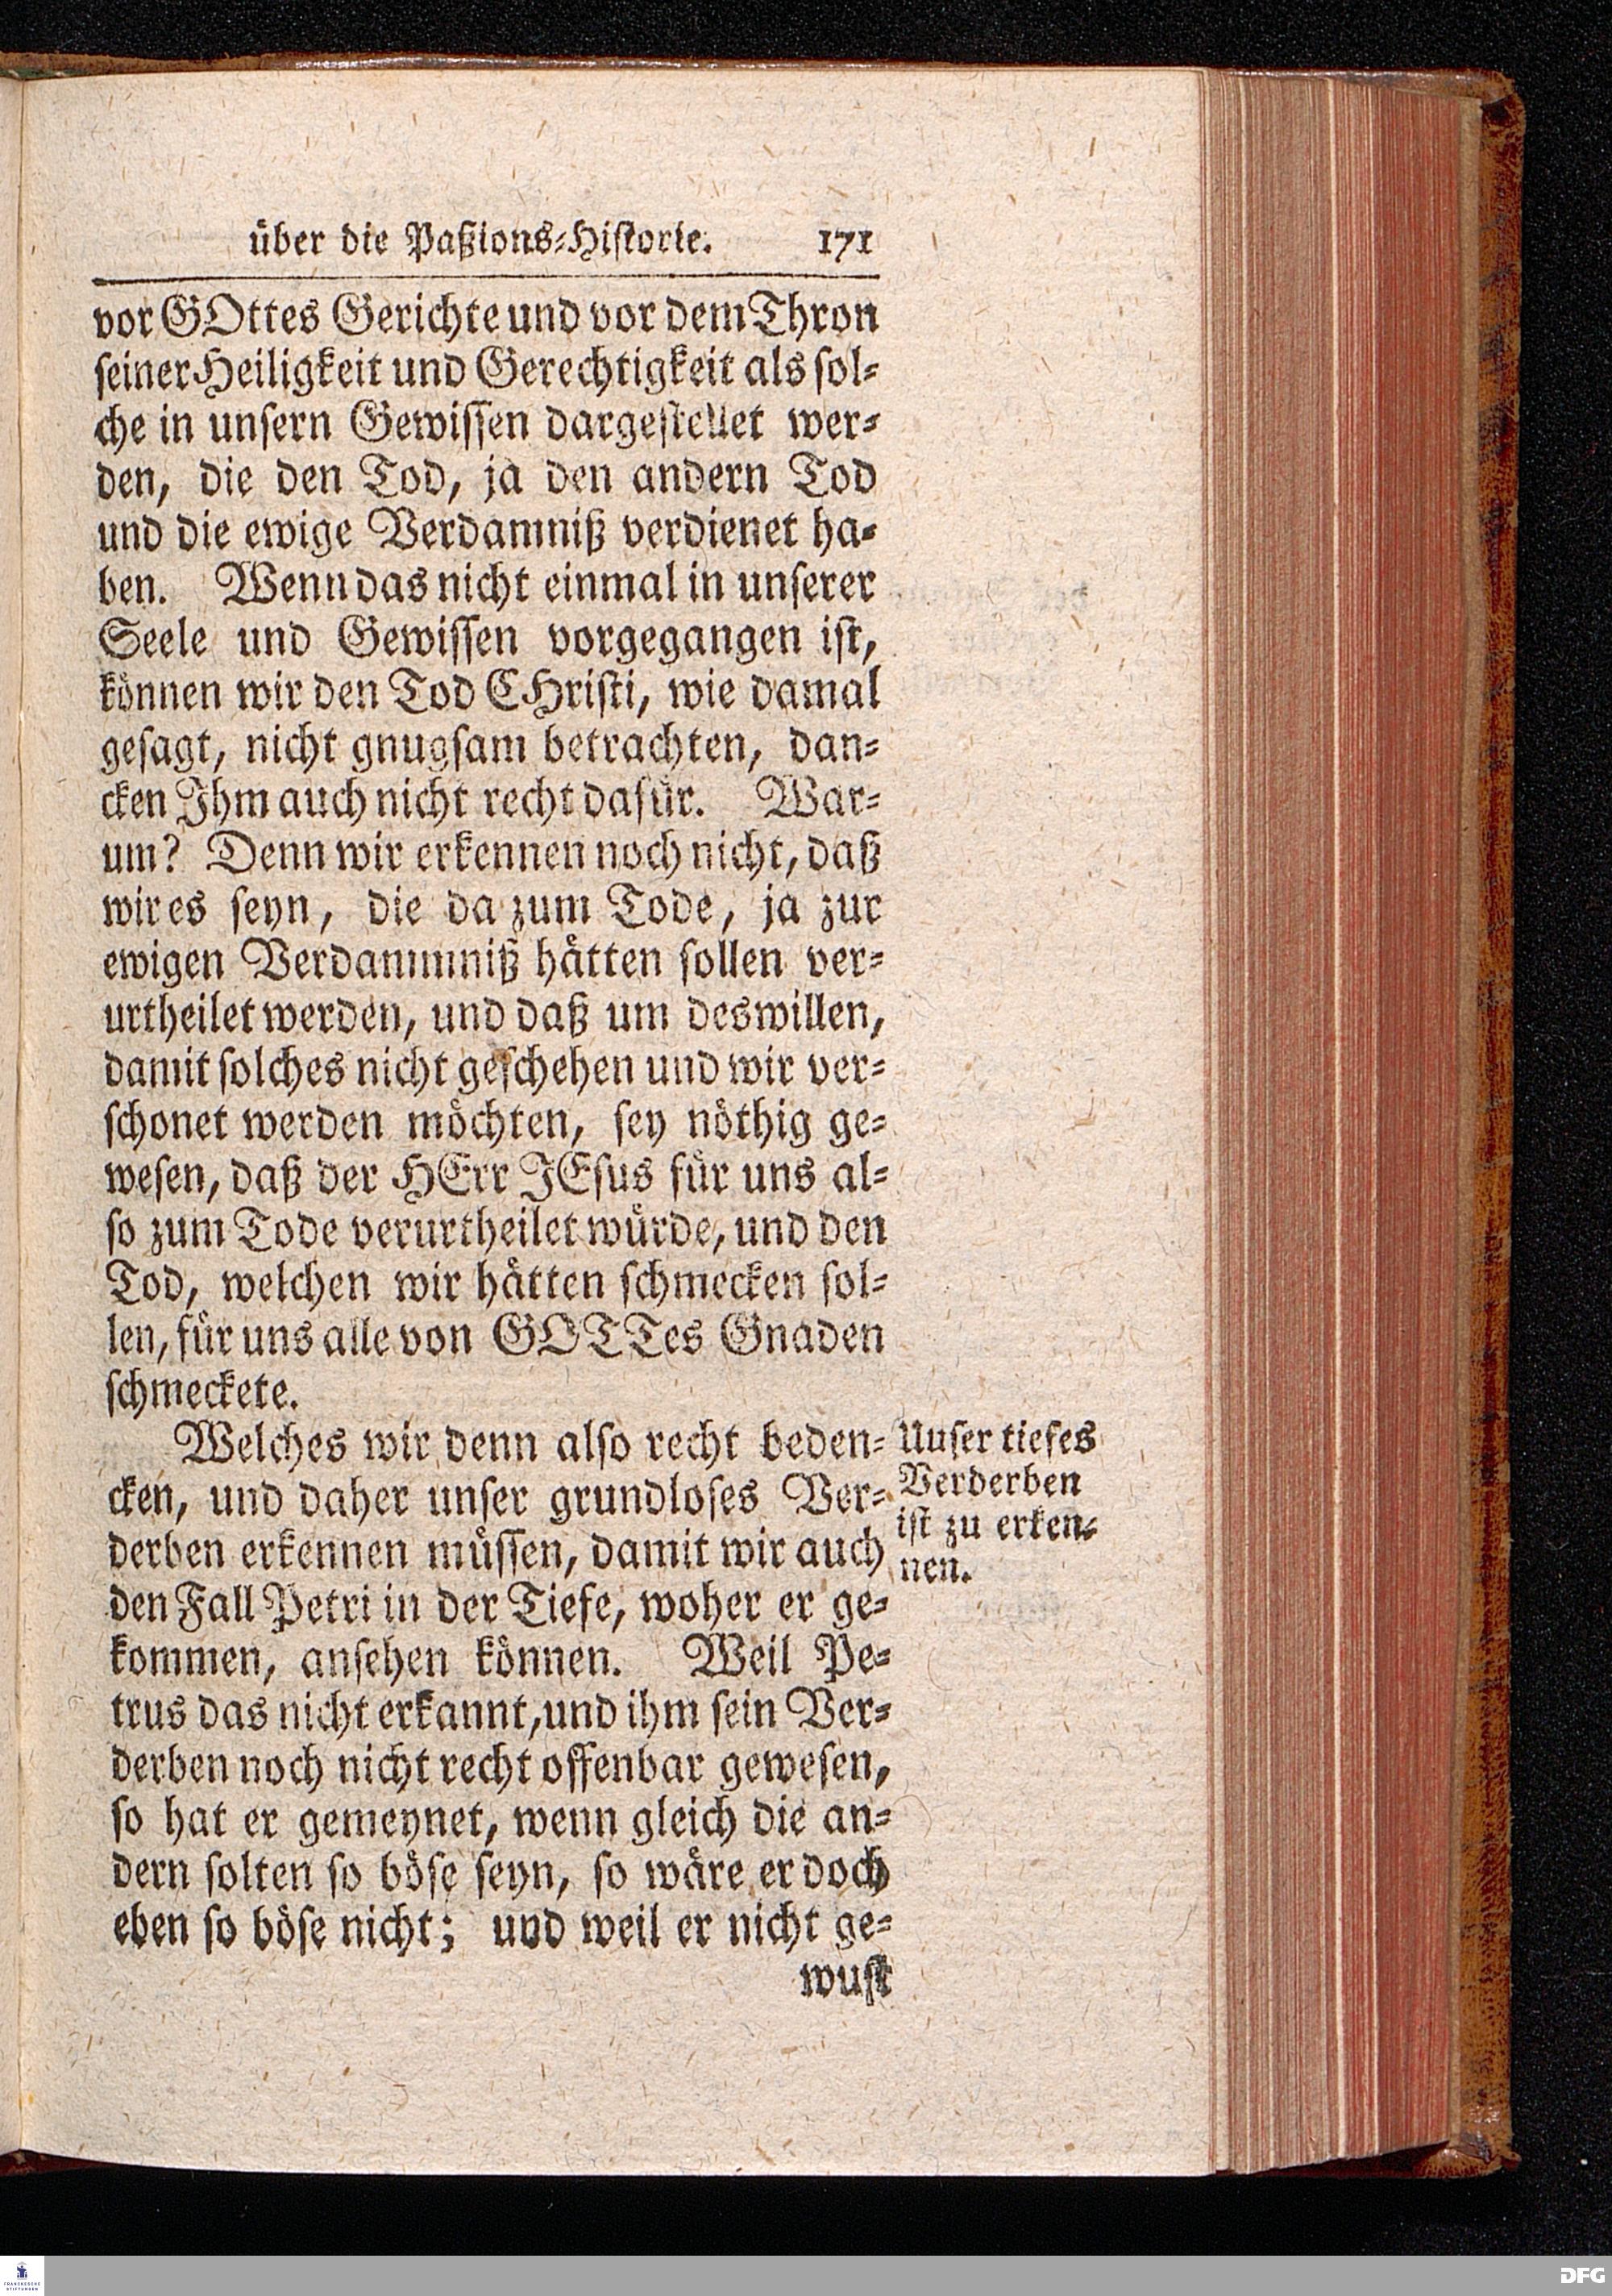 über die Paßions-Historie. 171
vor GOttes Gerichte und vor dem Thron
seiner Heiligkeit und Gerechtigkeit als sol-
che in unsern Gewissen dargestellet wer-
den, die den Tod, ja den andern Tod
und die ewige Verdamniß verdienet ha-
ben. Wenn das nicht einmal in unserer
Seele und Gewissen vorgegangen ist,
können wir den Tod CHristi, wie damal
gesagt, nicht gnugsam betrachten, dan-
cken Ihm auch nicht recht dafür. War-
um? Denn wir erkennen noch nicht, daß
wir es seyn, die da zum Tode, ja zur
ewigen Verdammniß hätten sollen ver-
urtheilet werden, und daß um deswillen,
damit solches nicht geschehen und wir ver-
schonet werden möchten, sey nöthig ge-
wesen, daß der HErr JEsus für uns al-
so zum Tode verurtheilet würde, und den
Tod, welchen wir hätten schmecken sol-
len, für uns alle von GOTTes Gnaden
schmeckete.
Welches wir denn also recht beden-
cken, und daher unser grundloses Ver-
derben erkennen müssen, damit wir auch
den Fall Petri in der Tiefe, woher er ge-
kommen, ansehen können. Weil Pe-
trus das nicht erkannt, und ihm sein Ver-
derben noch nicht recht offenbar gewesen,
so hat er gemeynet, wenn gleich die an-
dern solten so böse seyn, so wäre er doch
eben so böse nicht; und weil er nicht ge-
wust
Unser tiefes
Verderben
ist zu erken-
nen.
FRANCKESCHE
STIFTUNGEN
DFG